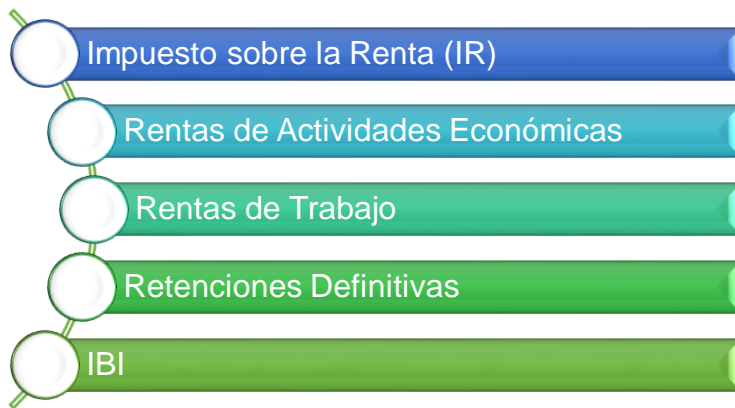 Impuesto sobre la Renta (IR)
Rentas de Actividades Económicas
Rentas de Trabajo
Retenciones Definitivas
IBI